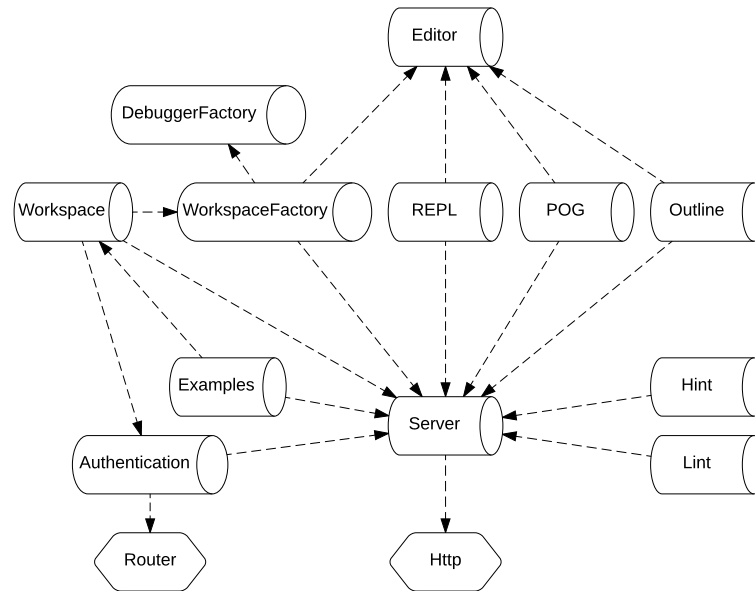 Editor
DebuggerFactory
Workspace
WorkspaceFactory
REPL
POG
Outline
Examples
Server
Hint
Authentication
Lint
Router
Http